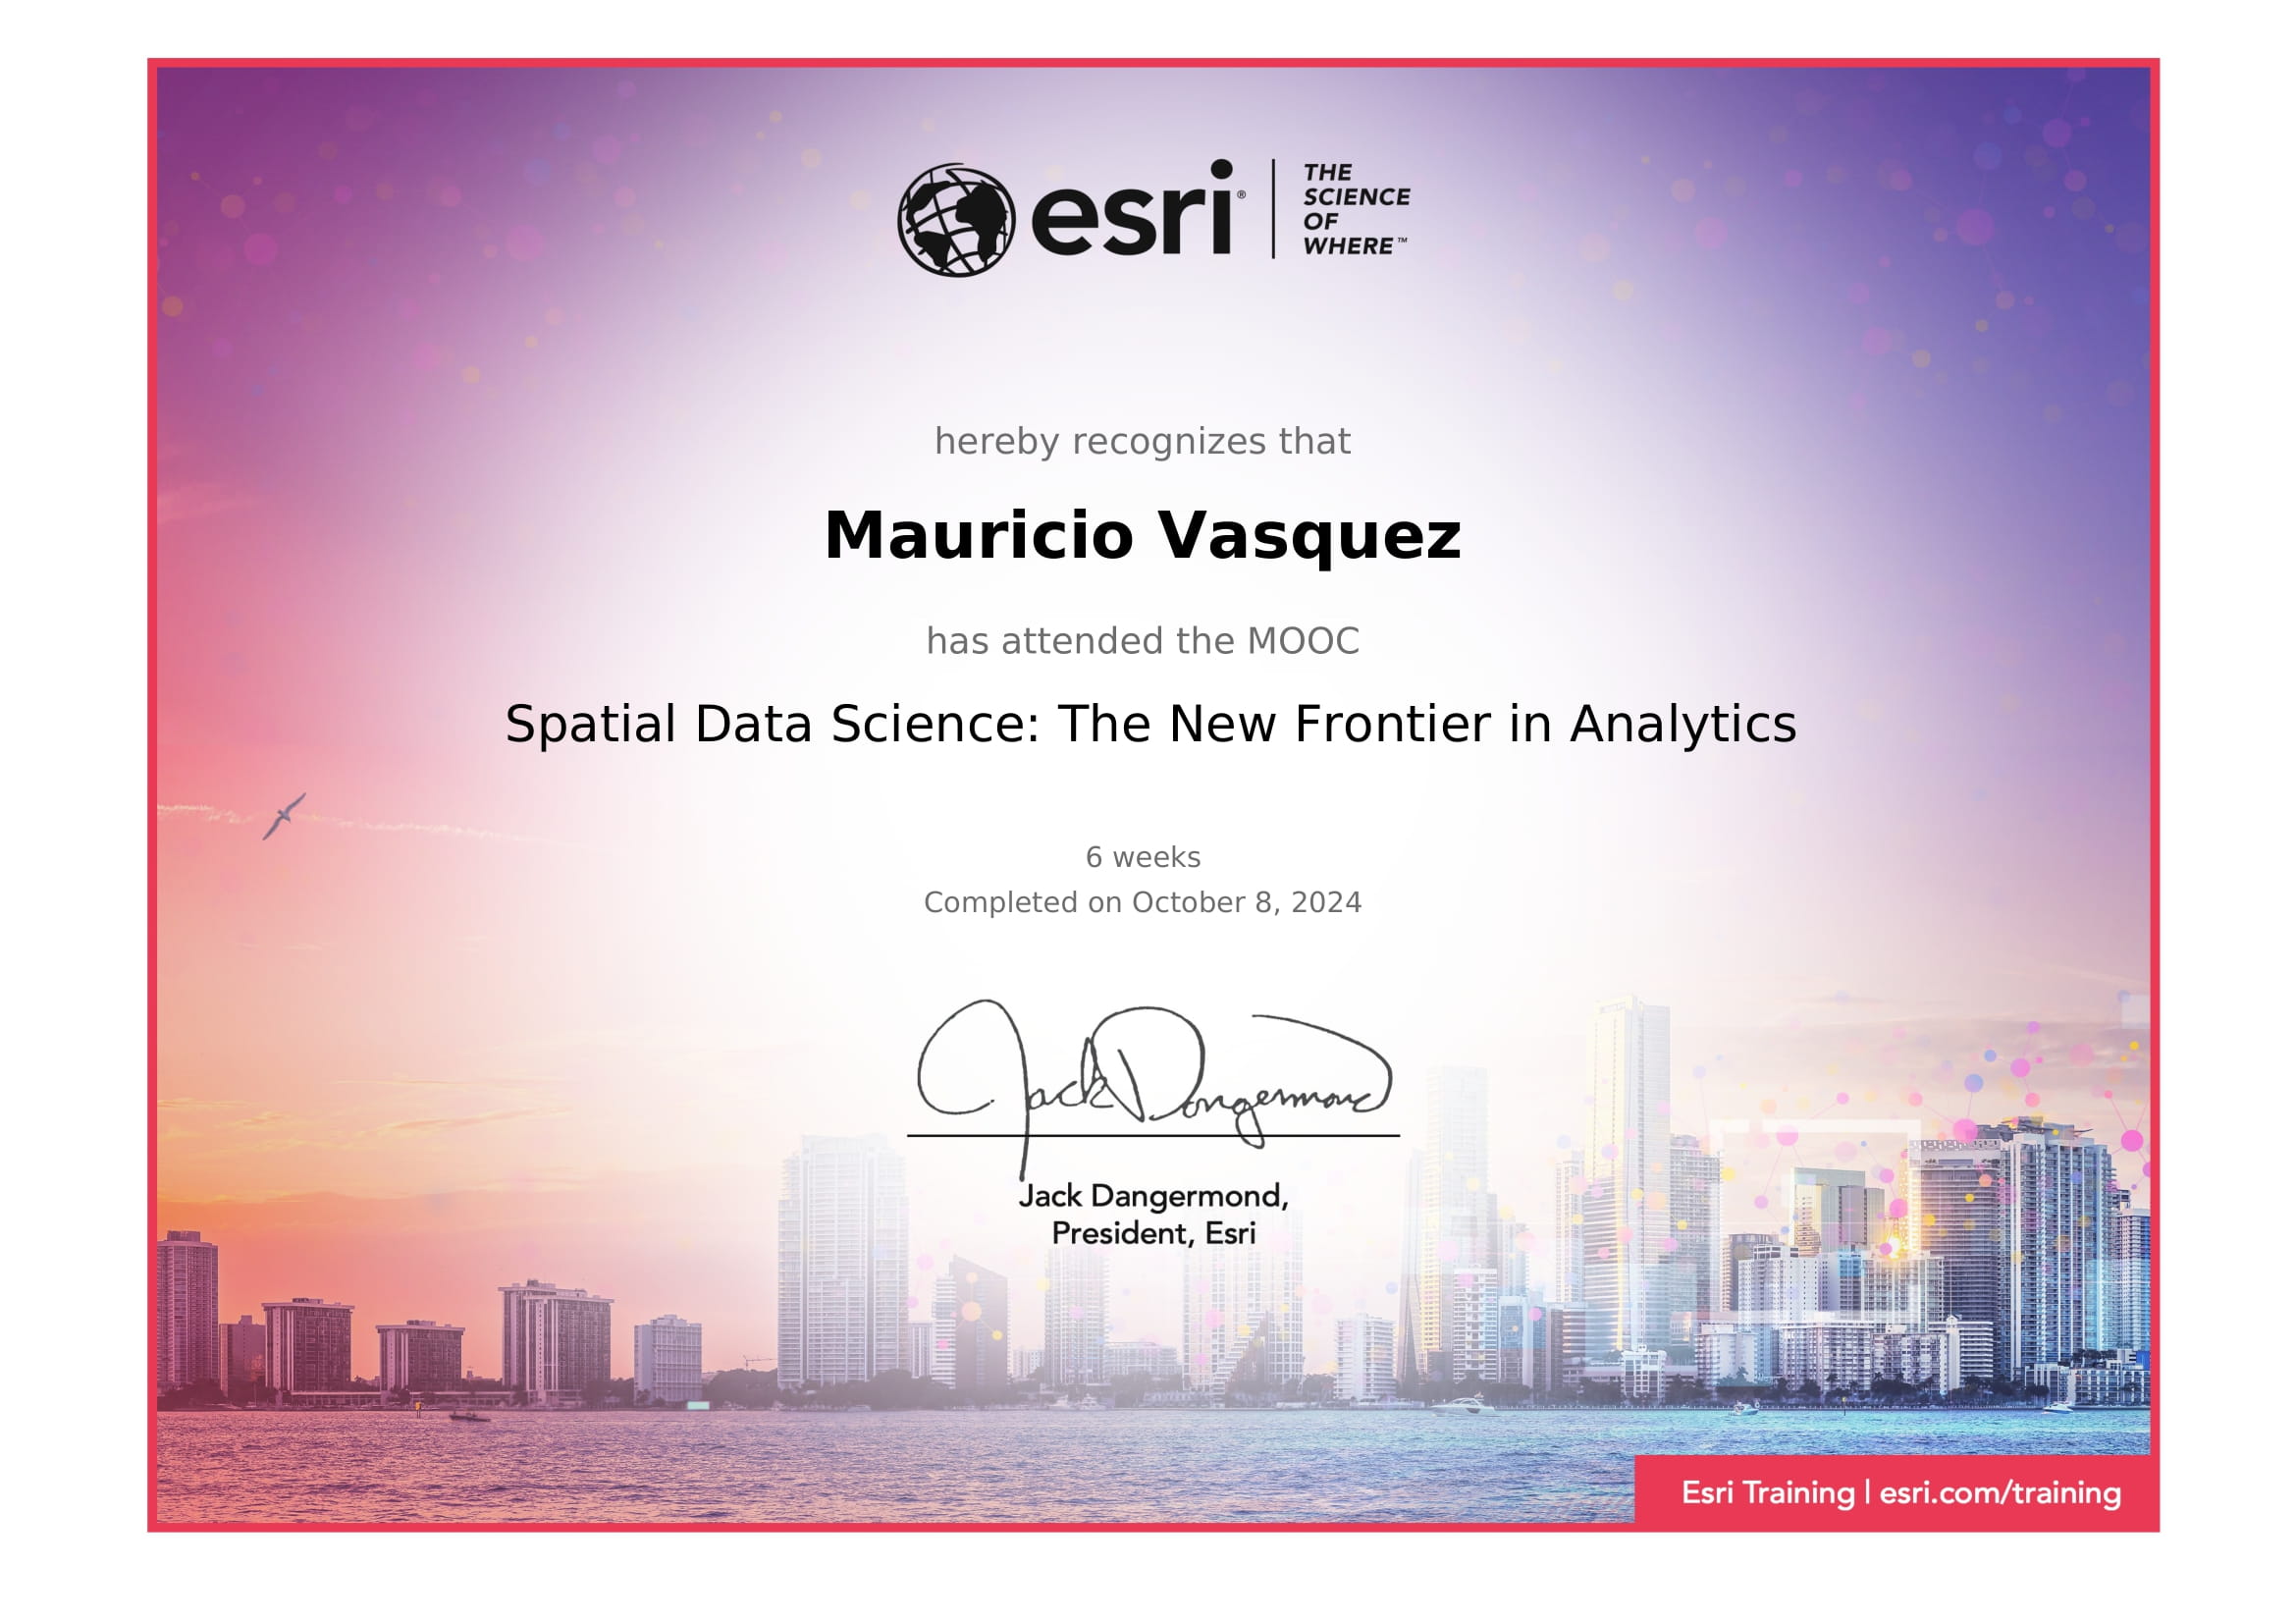 esri®
THE
SCIENCE
OF
WHERE™
hereby recognizes that
Mauricio Vasquez
has attended the MOOC
Spatial Data Science: The New Frontier in Analytics
6 weeks
Completed on October 8, 2024
Jack Dangermond
Jack Dangermond,
President, Esri
Esri Training | esri.com/training